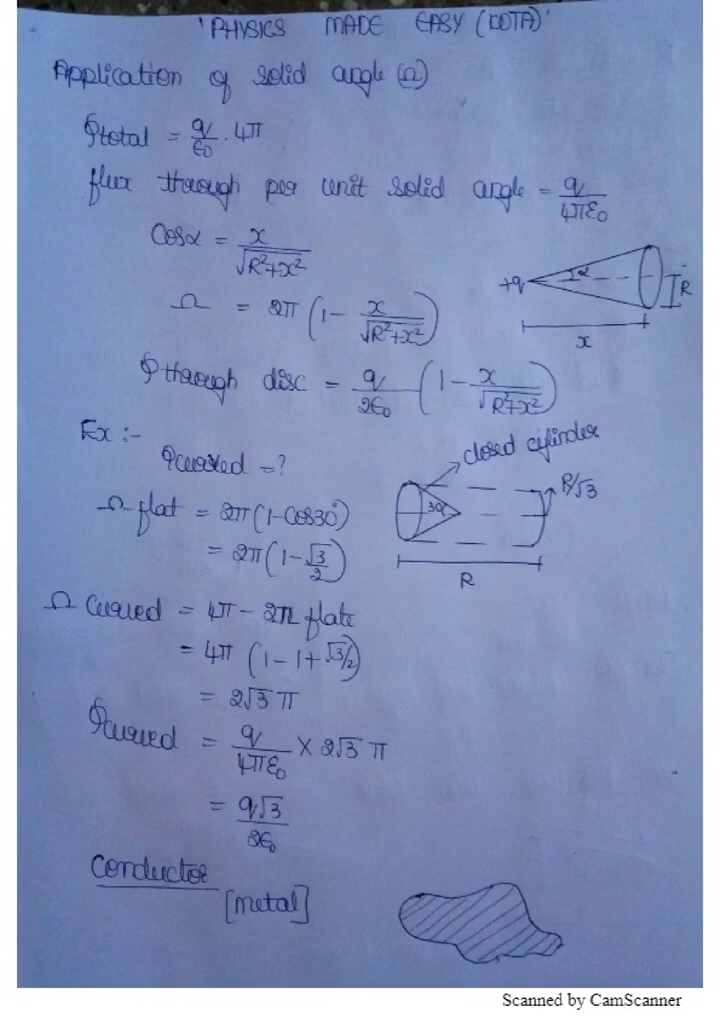 'PHYSICS MADE EASY (KOTA)'
Application of solid angle (Ω)
φtotal = q/ε0 . 4π
flux through per unit solid angle = q/4πε0
Cosα = x/√R²+x²
+q α R
x
Ω = 2π (1 - x/√R²+x²)
φ through disc = q/2ε0 (1 - x/√R²+x²)
Ex :-
closed cylinder
φcurved = ?
Ω flat = 2π (1-Cos30°)
30° R/√3
R
= 2π (1-√3/2)
Ω curved = 4π - 2Ω flat
= 4π (1-1+√3/2)
= 2√3 π
φcurved = q/4πε0 × 2√3 π
= q√3/2ε0
Conductor
[metal]
Scanned by CamScanner